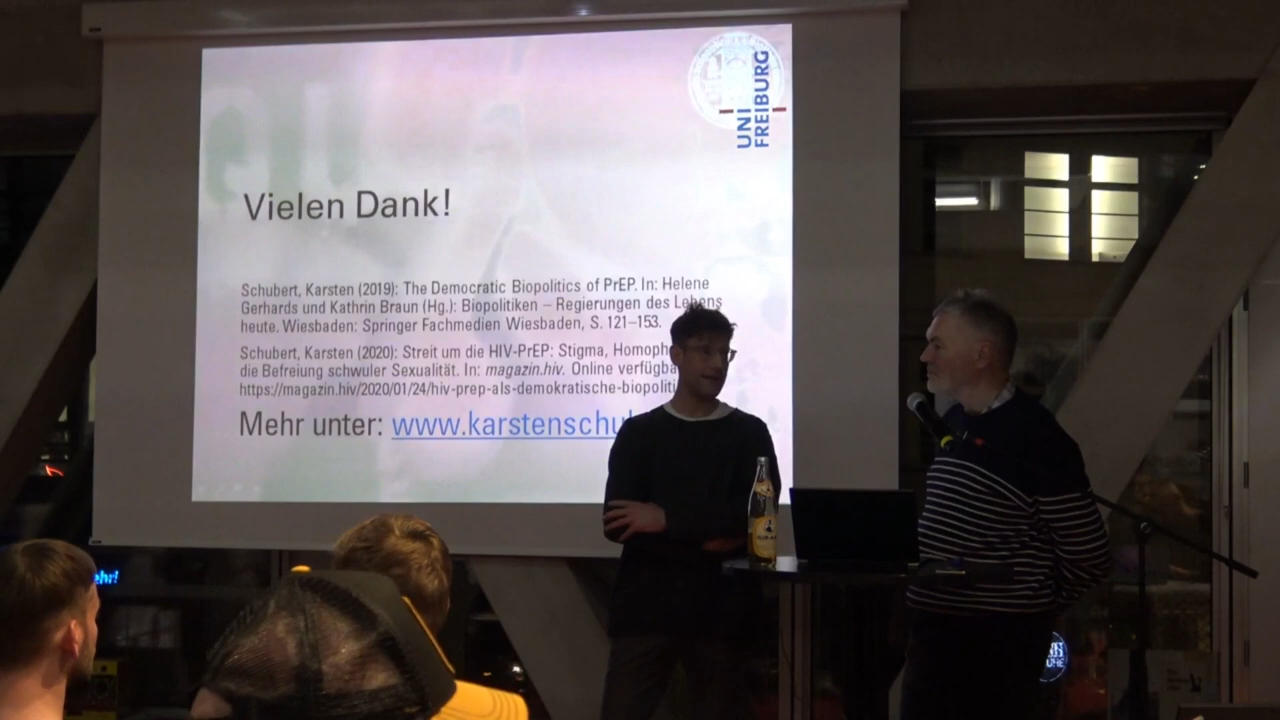 UNI
FREIBURG
Vielen Dank!
Schubert, Karsten (2019): The Democratic Biopolitics of PrEP. In: Helene
Gerhards und Kathrin Braun (Hg.): Biopolitiken – Regierungen des Lebens
heute. Wiesbaden: Springer Fachmedien Wiesbaden, S. 121–153.
Schubert, Karsten (2020): Streit um die HIV-PrEP: Stigma, Homoph
die Befreiung schwuler Sexualität. In: magazin.hiv. Online verfügba
https://magazin.hiv/2020/01/24/hiv-prep-als-demokratische-biopoliti
Mehr unter: www.karstenschu
ehr!